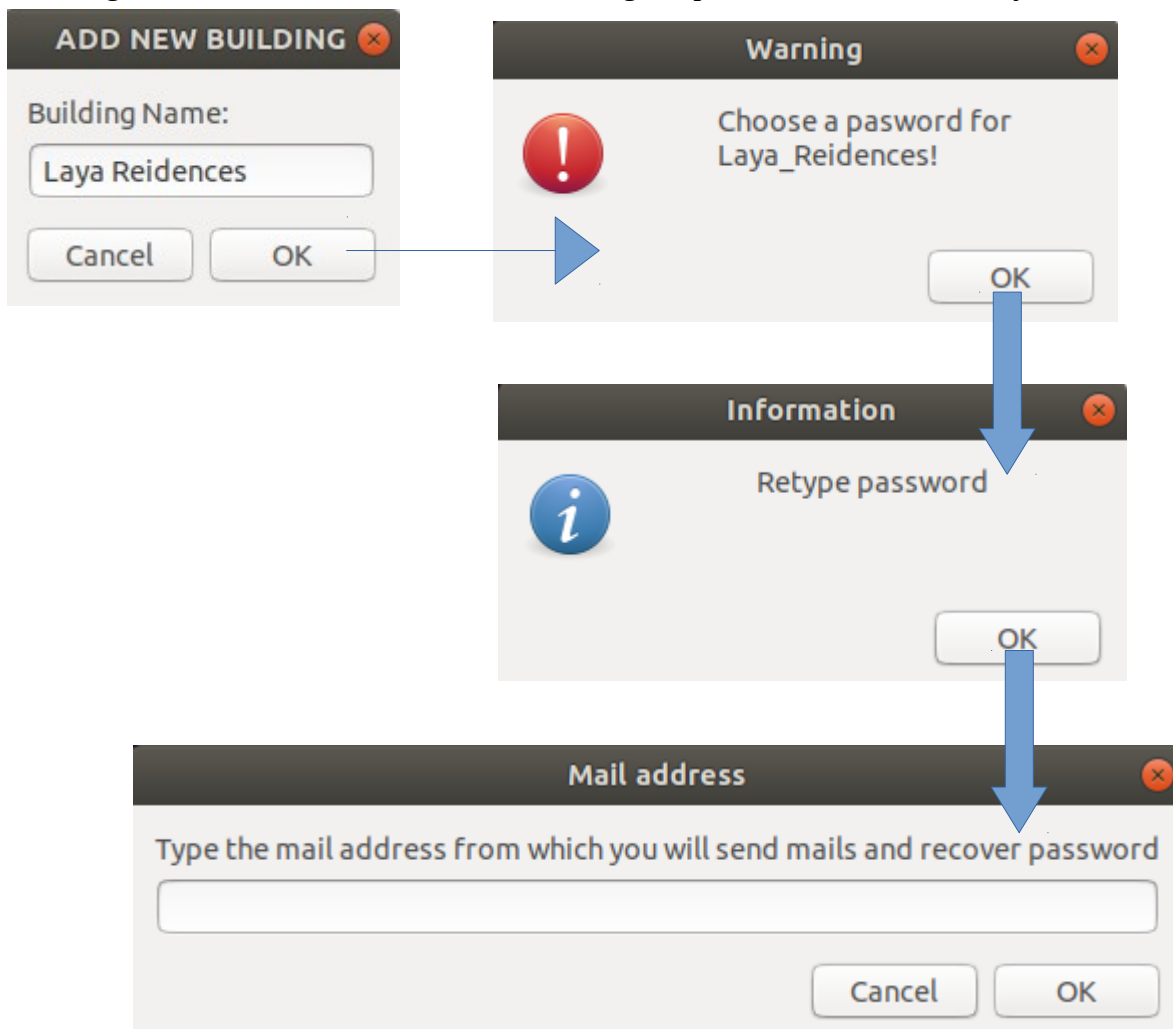 ADD NEW BUILDING
Building Name:
Laya Reidences
Cancel OK
Warning
Choose a pasword for
Laya_Reidences!
OK
Information
Retype password
OK
Mail address
Type the mail address from which you will send mails and recover password
Cancel OK